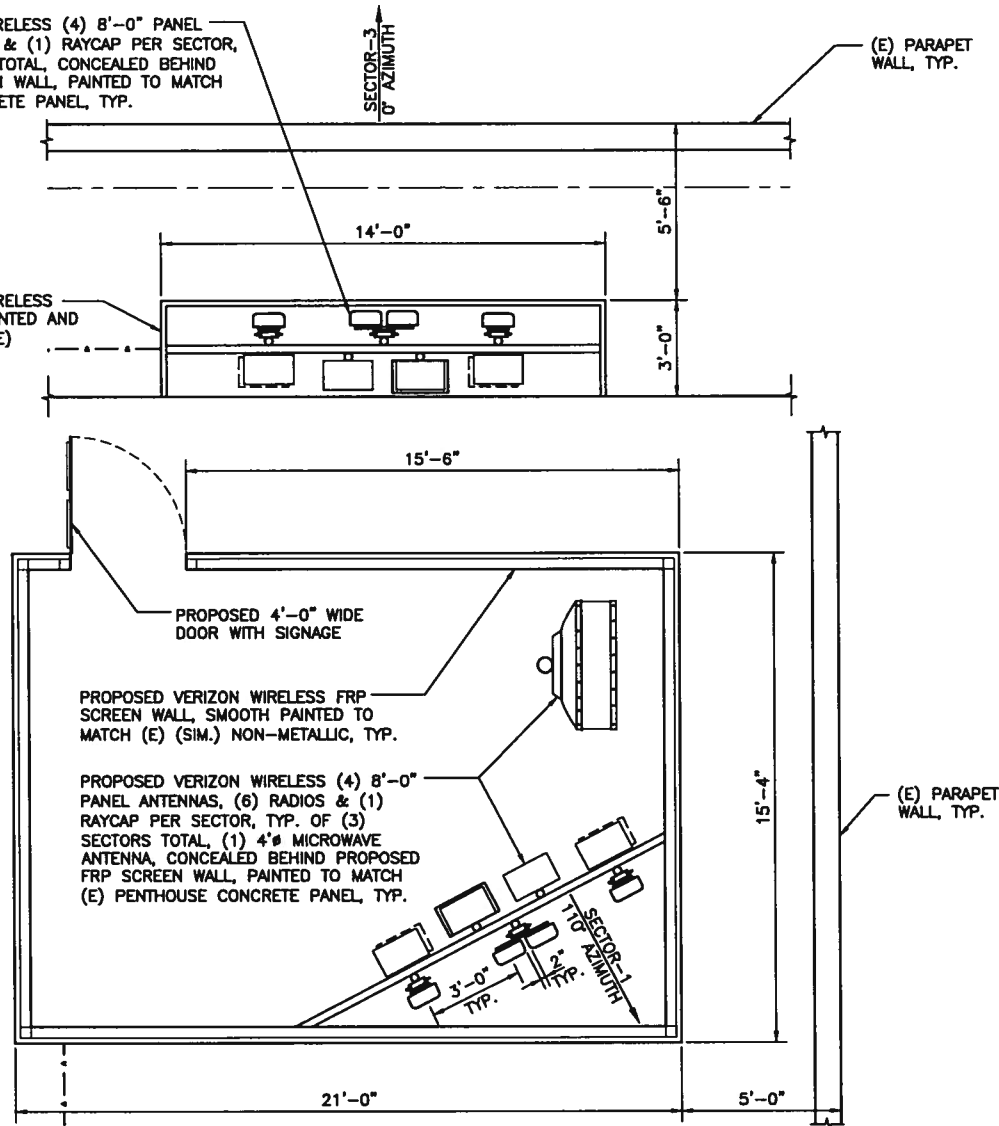 RELESS (4) 8'-0" PANEL
& (1) RAYCAP PER SECTOR,
TOTAL, CONCEALED BEHIND
WALL, PAINTED TO MATCH
ETE PANEL, TYP.
SECTOR-3
0° AZIMUTH
(E) PARAPET
WALL, TYP.
5'-6"
14'-0"
RELESS
NTED AND
E)
3'-0"
15'-6"
PROPOSED 4'-0" WIDE
DOOR WITH SIGNAGE
PROPOSED VERIZON WIRELESS FRP
SCREEN WALL, SMOOTH PAINTED TO
MATCH (E) (SIM.) NON-METALLIC, TYP.
PROPOSED VERIZON WIRELESS (4) 8'-0"
PANEL ANTENNAS, (6) RADIOS & (1)
RAYCAP PER SECTOR, TYP. OF (3)
SECTORS TOTAL, (1) 4'ø MICROWAVE
ANTENNA, CONCEALED BEHIND PROPOSED
FRP SCREEN WALL, PAINTED TO MATCH
(E) PENTHOUSE CONCRETE PANEL, TYP.
15'-4"
(E) PARAPET
WALL, TYP.
SECTOR-1
110° AZIMUTH
3'-0"
TYP.
2"
TYP.
21'-0"
5'-0"